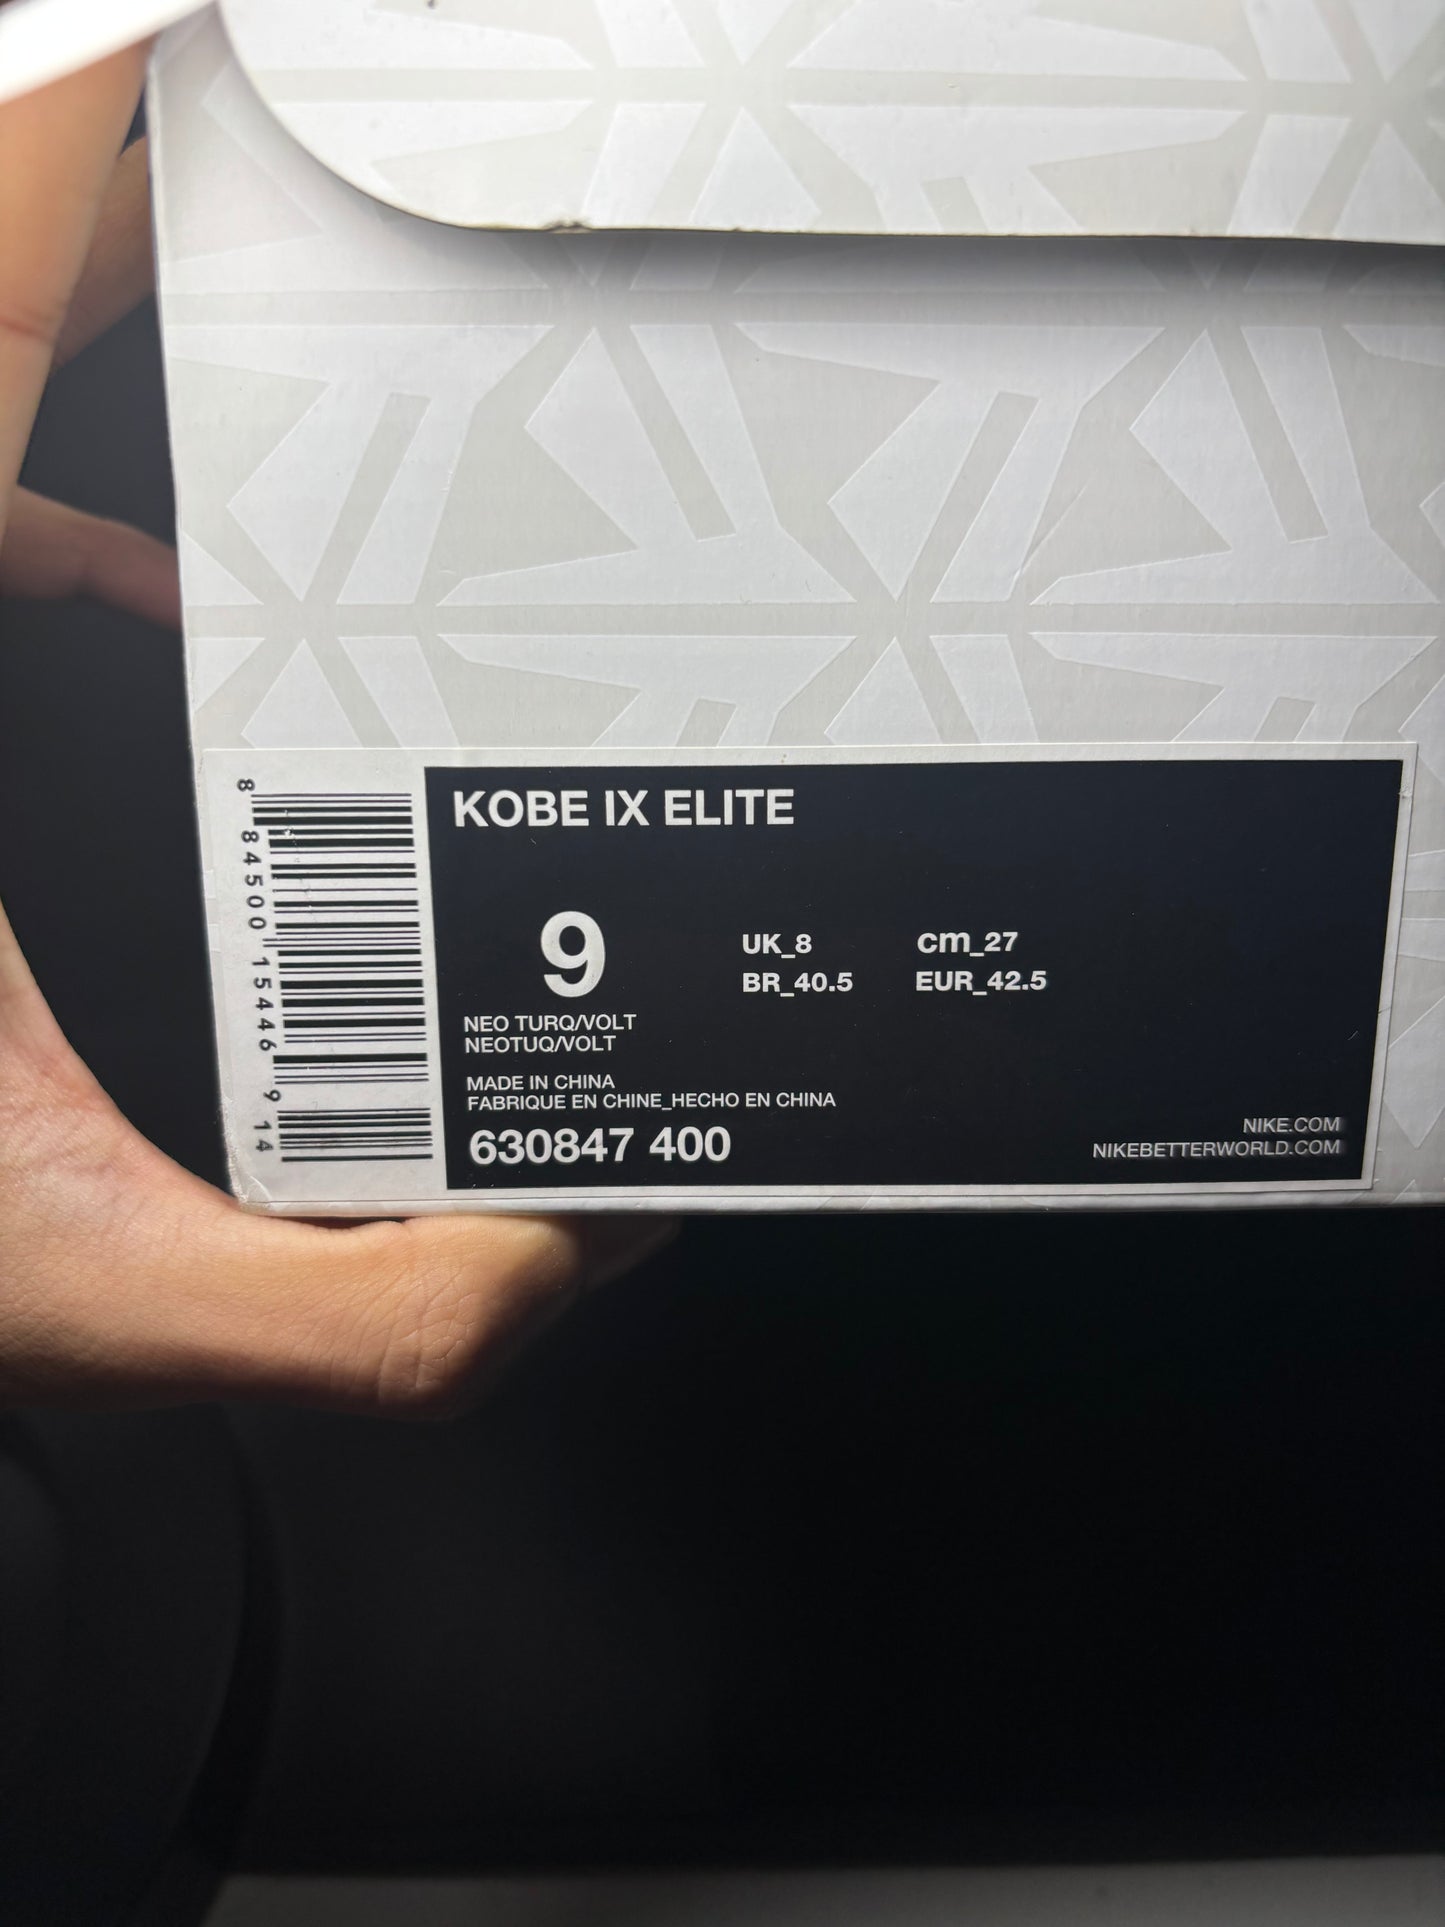 KOBE IX ELITE
9
UK_8 cm_27
BR_40.5 EUR_42.5
NEO TURQ/VOLT
NEOTUQ/VOLT
MADE IN CHINA
FABRIQUE EN CHINE_HECHO EN CHINA
630847 400
NIKE.COM
NIKEBETTERWORLD.COM
8 84500 15446 9 14